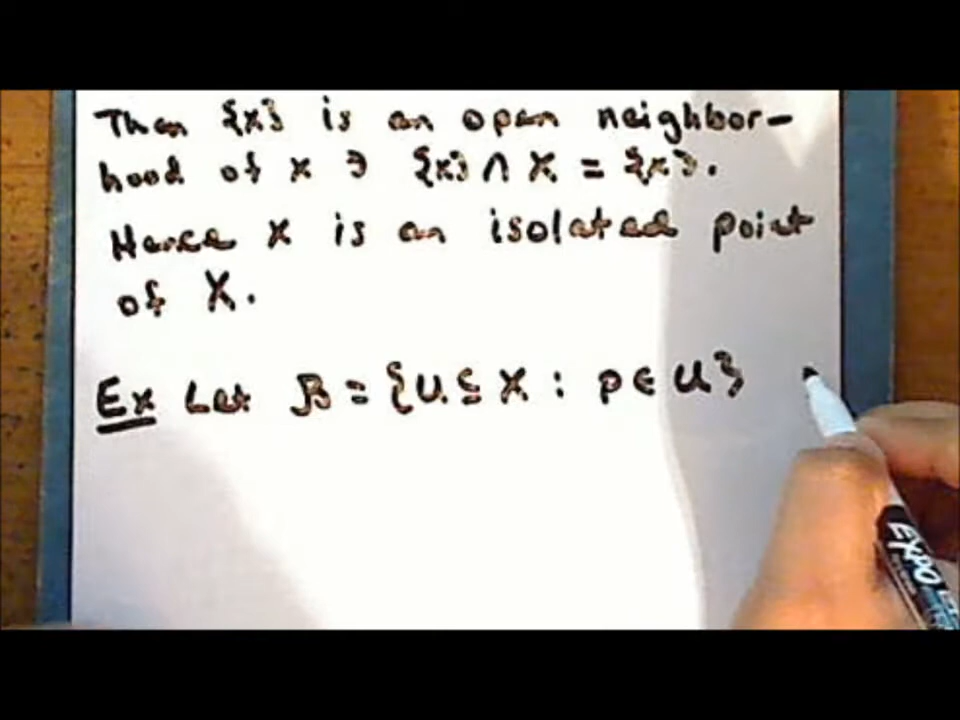 Then {x} is an open neighbor-
hood of x ∋ {x} ∩ X = {x}.
Hence x is an isolated point
of X.
Ex Let B = {U ⊆ X : p ∈ U}
EXPO